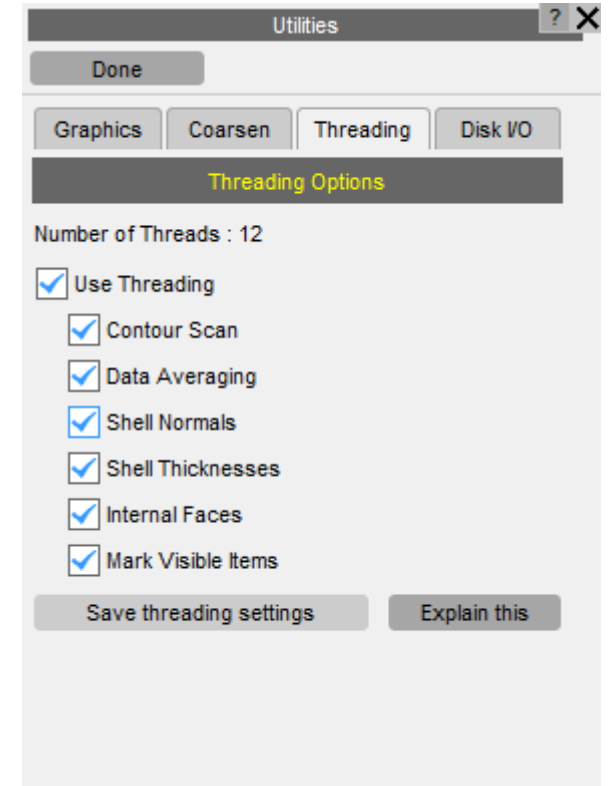 Utilities
?
Done
Graphics Coarsen Threading Disk I/O
Threading Options
Number of Threads : 12
Use Threading
Contour Scan
Data Averaging
Shell Normals
Shell Thicknesses
Internal Faces
Mark Visible Items
Save threading settings Explain this